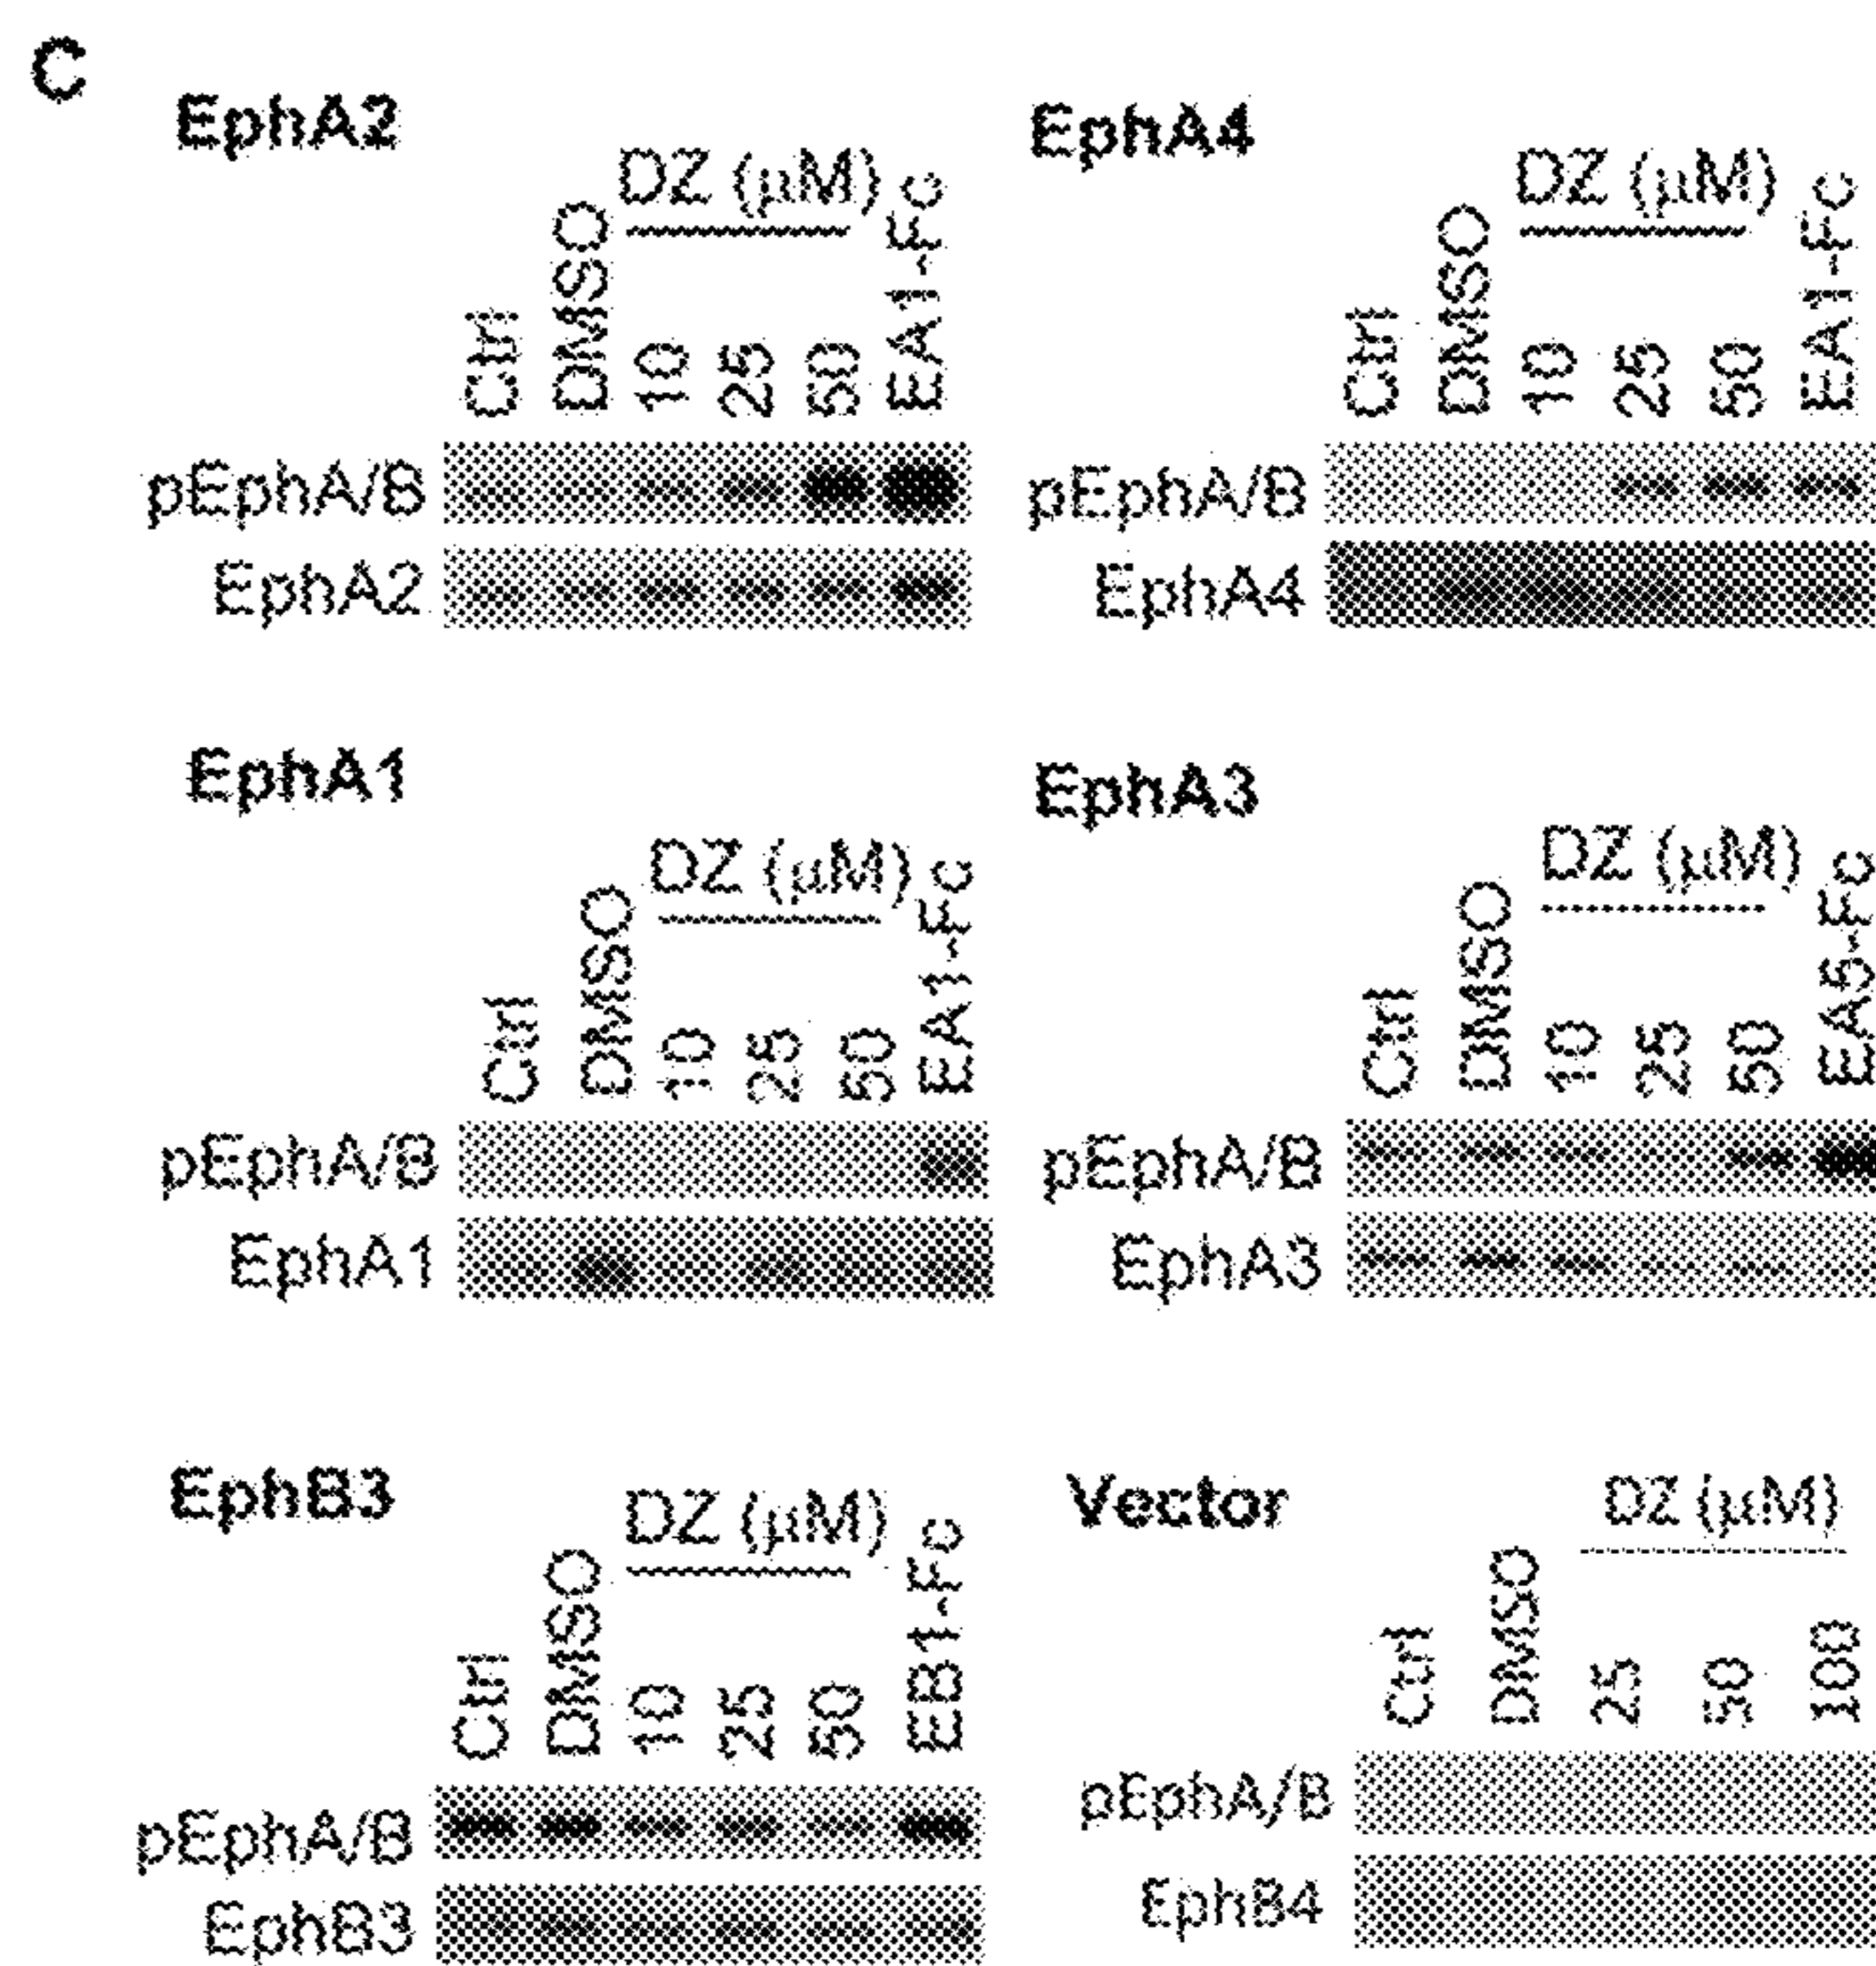 C
EphA2
DZ (µM)
Ctrl
DMSO
10
25
50
EA1-Fc
pEphA/B
EphA2
EphA4
DZ (µM)
Ctrl
DMSO
10
25
50
EA1-Fc
pEphA/B
EphA4
EphA1
DZ (µM)
Ctrl
DMSO
10
25
50
EA1-Fc
pEphA/B
EphA1
EphA3
DZ (µM)
Ctrl
DMSO
10
25
50
EA5-Fc
pEphA/B
EphA3
EphB3
DZ (µM)
Ctrl
DMSO
10
25
50
EB1-Fc
pEphA/B
EphB3
Vector
DZ (µM)
Ctrl
DMSO
25
50
100
pEphA/B
EphB4